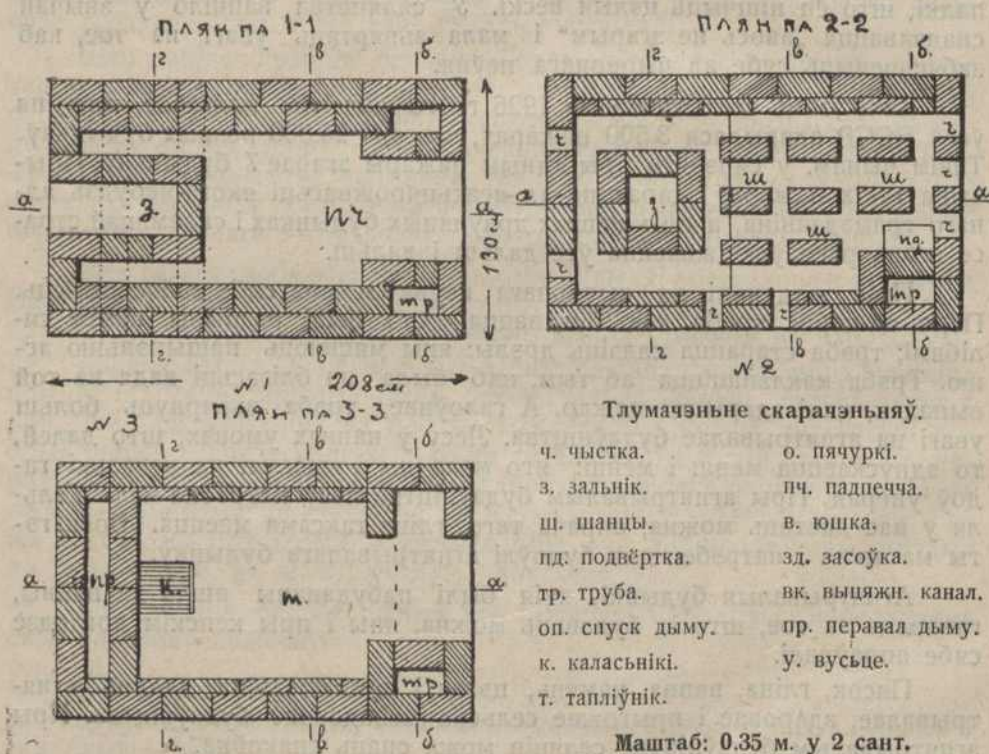 ПЛЯН ПА 1-1
г в б
а з. пч а
130 см
тр
г. в б
№ 1 208 см
ПЛЯН ПА 2-2
г в б.
ч ч
ш ш ч
а з а
ш пд. ч
тр
ч ч ч
г в б
№ 2
№ 3 ПЛЯН ПА 3-3
г в б
а пр к. т. а
тр
г. в б
Тлумачэньне скарачэньняў.
ч. чыстка.
з. зальнік.
ш. шанцы.
пд. подвёртка.
тр. труба.
оп. спуск дыму.
к. каласьнікі.
т. тапліўнік.
о. пячуркі.
пч. падпечча.
в. юшка.
зд. засоўка.
вк. выцяжн. канал.
пр. перавал дыму.
у. вусьце.
Маштаб: 0.35 м. у 2 сант.